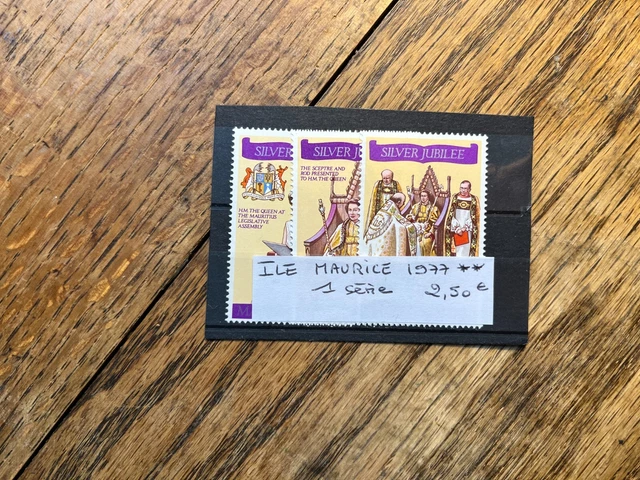 SILVER
H.M. THE QUEEN AT
THE MAURITIUS
LEGISLATIVE
ASSEMBLY
M
SILVER JU
THE SCEPTRE AND
ROD PRESENTED
TO H.M. THE QUEEN
SILVER JUBILEE
ILE MAURICE 1977 **
1 série 2,50 €